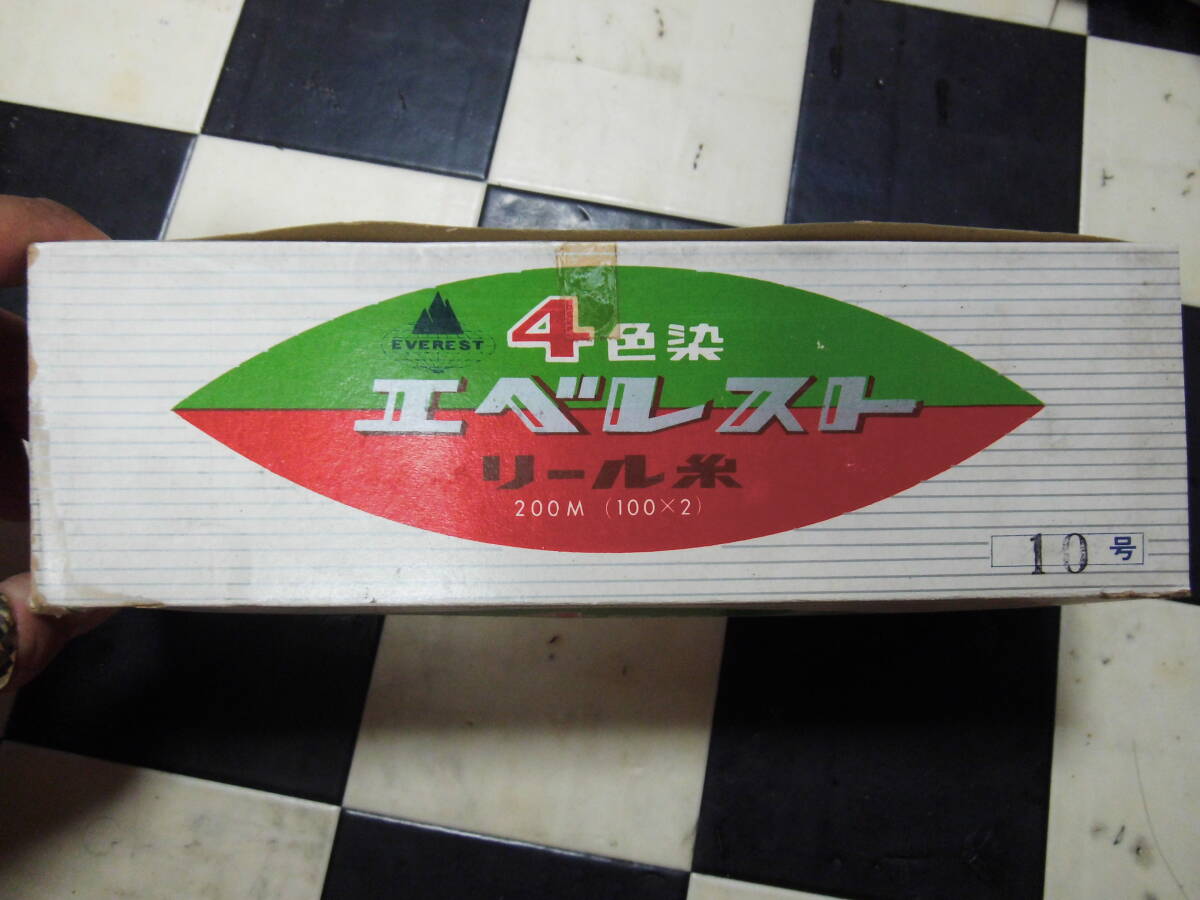 EVEREST
4色染
エベレスト
リール糸
200M (100×2)
10号